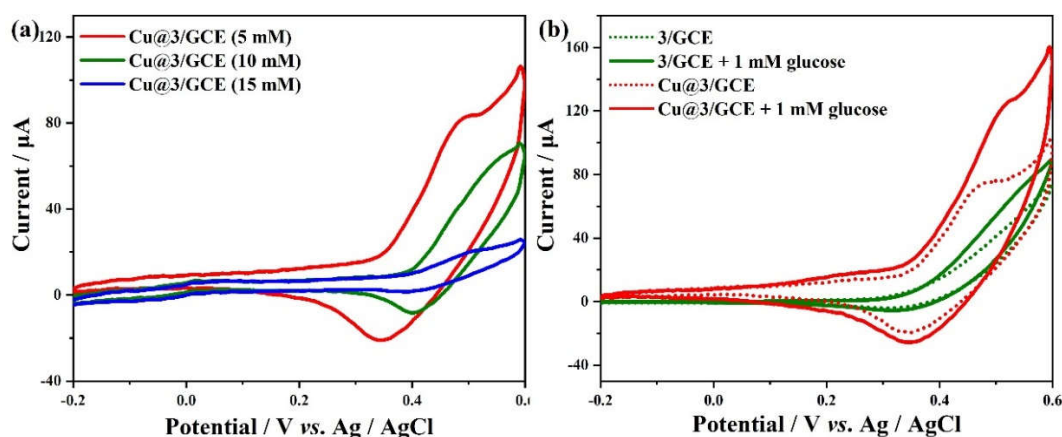 (a)
Cu@3/GCE (5 mM)
Cu@3/GCE (10 mM)
Cu@3/GCE (15 mM)
120
80
40
0
-40
-0.2
0.0
0.2
0.4
Current / µA
Potential / V vs. Ag / AgCl
(b)
3/GCE
3/GCE + 1 mM glucose
Cu@3/GCE
Cu@3/GCE + 1 mM glucose
160
120
80
40
0
-40
-0.2
0.0
0.2
0.4
0.6
Current / µA
Potential / V vs. Ag / AgCl